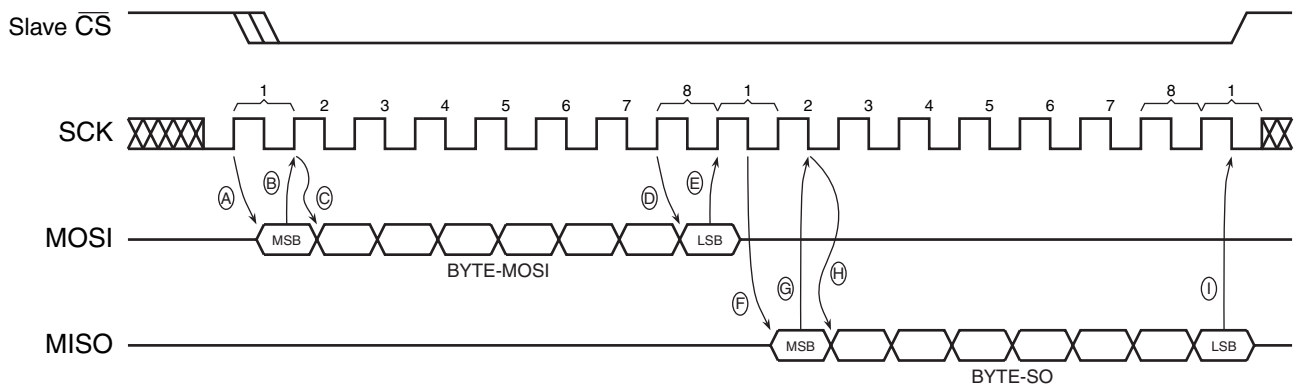 Slave CS
1 2 3 4 5 6 7 8 1 2 3 4 5 6 7 8 1
SCK
A B C D E
MOSI MSB LSB
BYTE-MOSI
F G H I
MISO MSB LSB
BYTE-SO